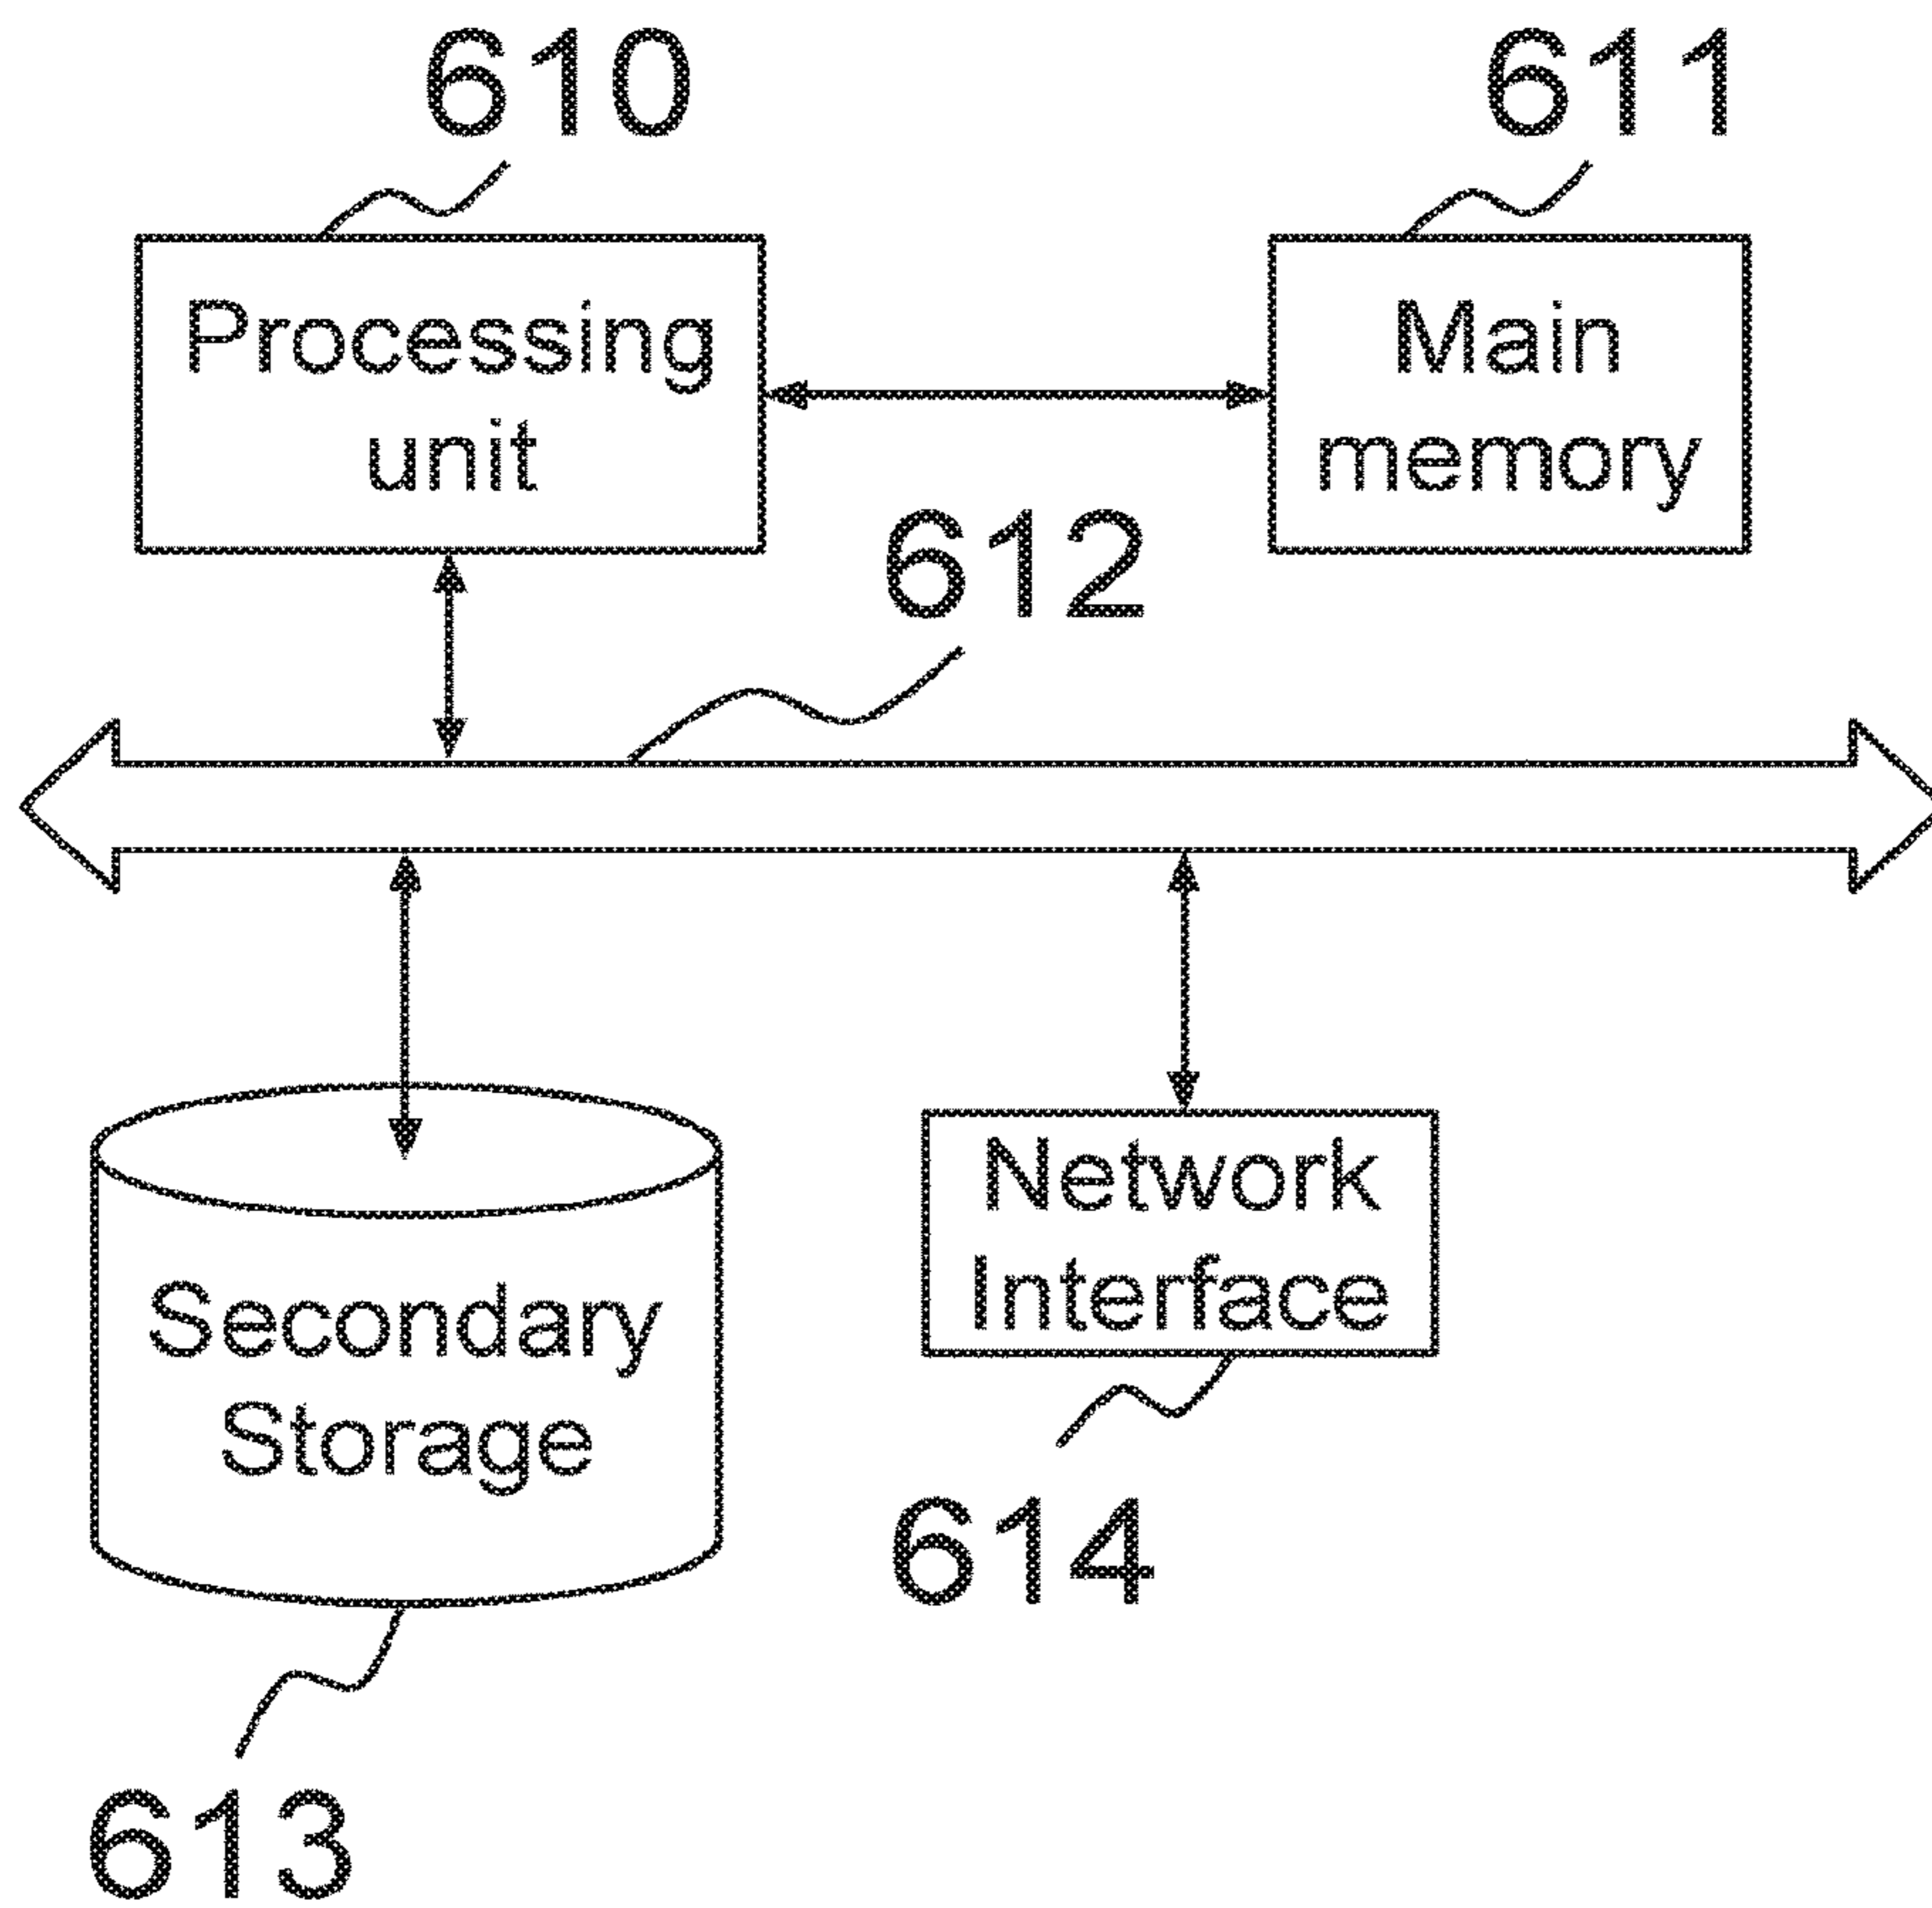 610
611
Processing
unit
Main
memory
612
Secondary
Storage
Network
Interface
614
613